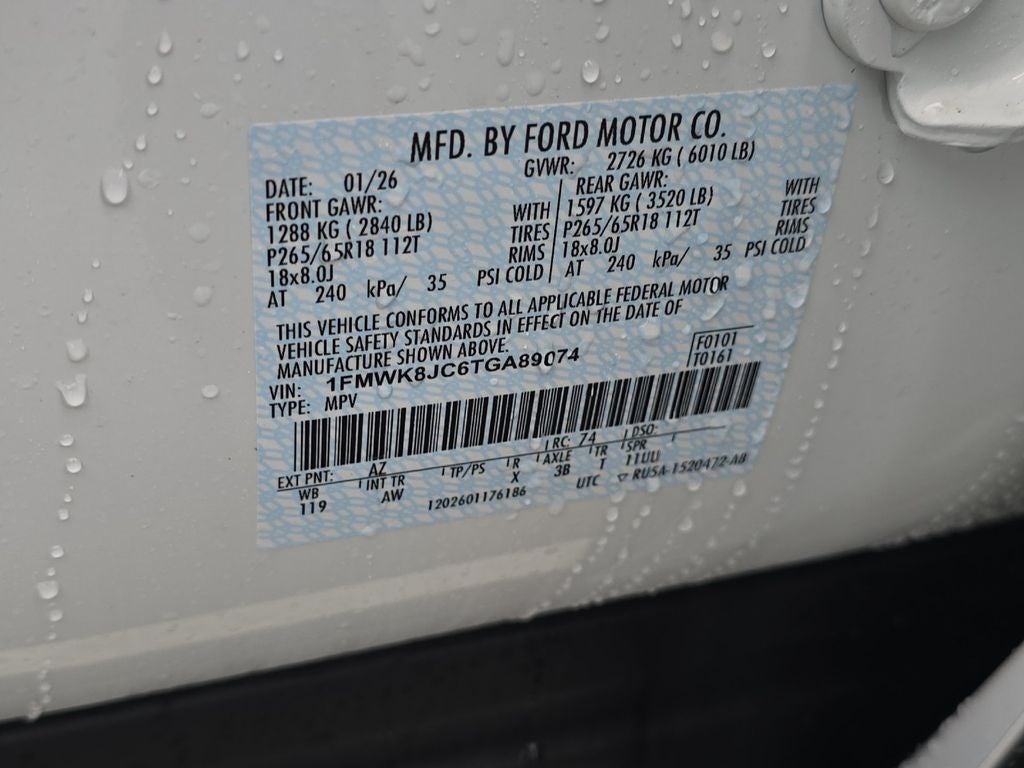 MFD. BY FORD MOTOR CO.
DATE: 01/26 GVWR: 2726 KG ( 6010 LB)
FRONT GAWR: REAR GAWR:
1288 KG ( 2840 LB) WITH 1597 KG ( 3520 LB) WITH
P265/65R18 112T TIRES P265/65R18 112T TIRES
18x8.0J RIMS 18x8.0J RIMS
AT 240 kPa/ 35 PSI COLD AT 240 kPa/ 35 PSI COLD
THIS VEHICLE CONFORMS TO ALL APPLICABLE FEDERAL MOTOR
VEHICLE SAFETY STANDARDS IN EFFECT ON THE DATE OF
MANUFACTURE SHOWN ABOVE.
VIN: 1FMWK8JC6TGA89074 F0101
TYPE: MPV T0161
EXT PNT: AZ RC: 74 DSO:
WB INT TR TP/PS R AXLE TR SPR
119 AW X 3B T 11UU
1202601176186 UTC ▽ RU5A-1520472-AB